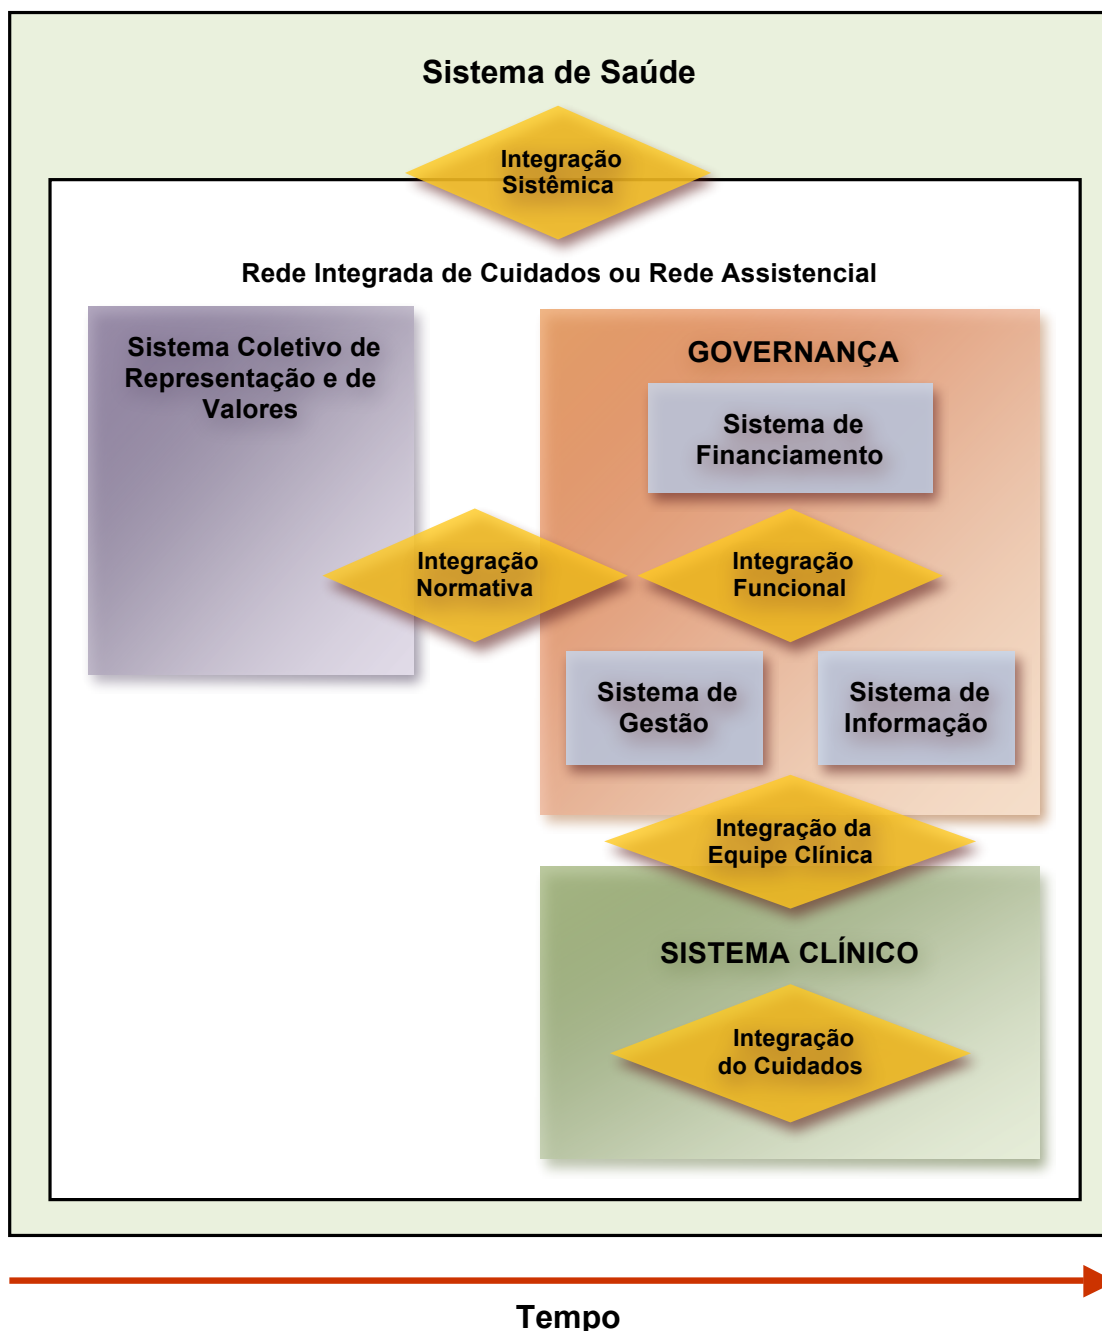 Sistema de Saúde
Integração
Sistêmica
Rede Integrada de Cuidados ou Rede Assistencial
Sistema Coletivo de
Representação e de
Valores
GOVERNANÇA
Sistema de
Financiamento
Integração
Normativa
Integração
Funcional
Sistema de
Gestão
Sistema de
Informação
Integração da
Equipe Clínica
SISTEMA CLÍNICO
Integração
do Cuidados
Tempo